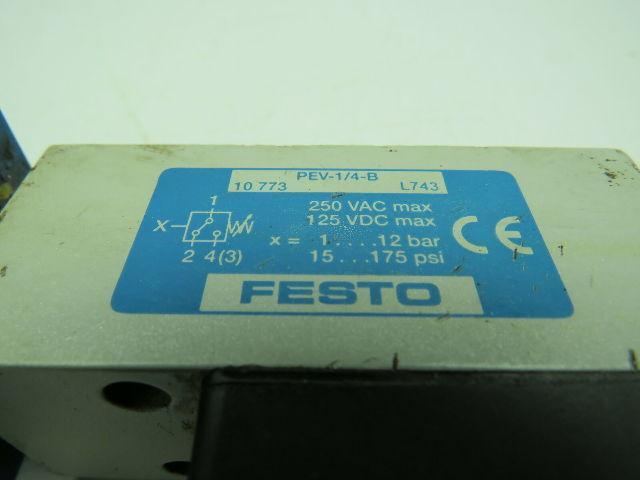 PEV-1/4-B
10 773 L743
250 VAC max
125 VDC max
x = 1.....12 bar
15...175 psi
1
X
2 4(3)
CE
FESTO